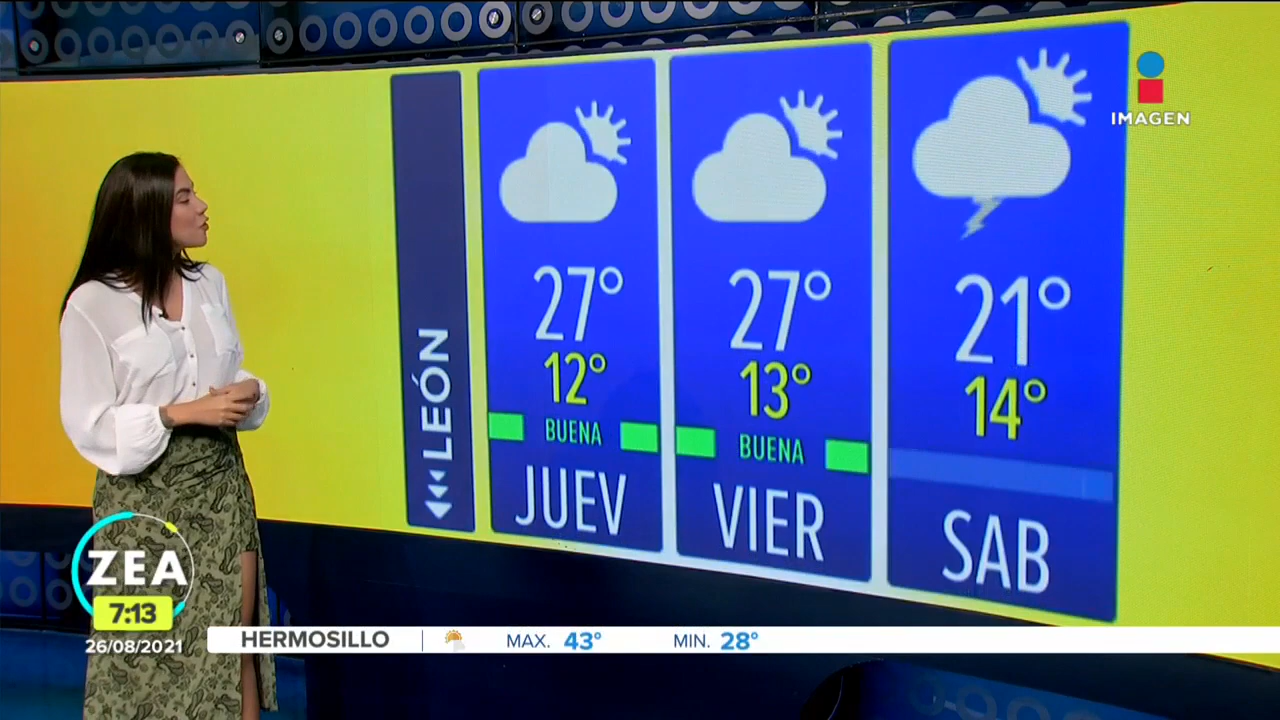 IMAGEN
LEÓN
27°
12°
BUENA
JUEV
27°
13°
BUENA
VIER
21°
14°
SAB
ZEA
7:13
26/08/2021
HERMOSILLO MAX. 43° MIN. 28°